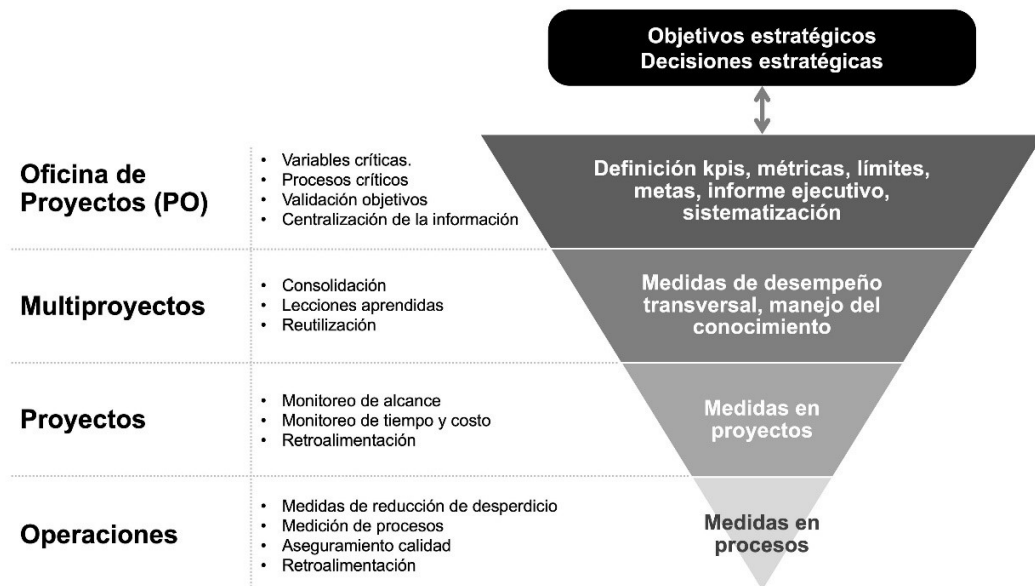 Objetivos estratégicos
Decisiones estratégicas
Oficina de
Proyectos (PO)
• Variables críticas.
• Procesos críticos
• Validación objetivos
• Centralización de la información
Definición kpis, métricas, límites,
metas, informe ejecutivo,
sistematización
Multiproyectos
• Consolidación
• Lecciones aprendidas
• Reutilización
Medidas de desempeño
transversal, manejo del
conocimiento
Proyectos
• Monitoreo de alcance
• Monitoreo de tiempo y costo
• Retroalimentación
Medidas en
proyectos
Operaciones
• Medidas de reducción de desperdicio
• Medición de procesos
• Aseguramiento calidad
• Retroalimentación
Medidas en
procesos